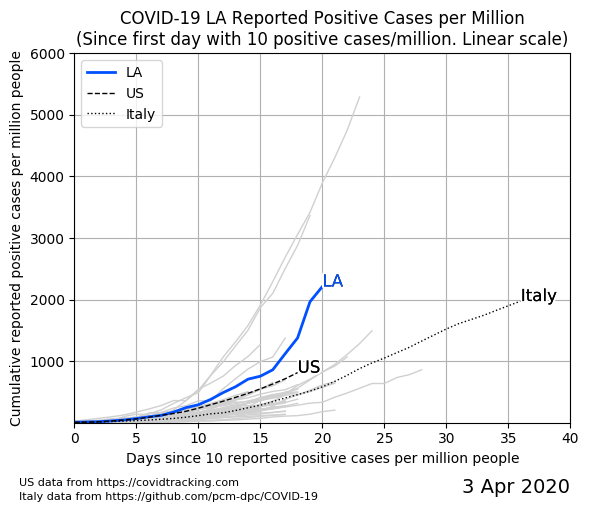 COVID-19 LA Reported Positive Cases per Million
(Since first day with 10 positive cases/million. Linear scale)
Cumulative reported positive cases per million people
6000
5000
4000
3000
2000
1000
LA
US
Italy
LA
US
Italy
0 5 10 15 20 25 30 35 40
Days since 10 reported positive cases per million people
US data from https://covidtracking.com
Italy data from https://github.com/pcm-dpc/COVID-19
3 Apr 2020